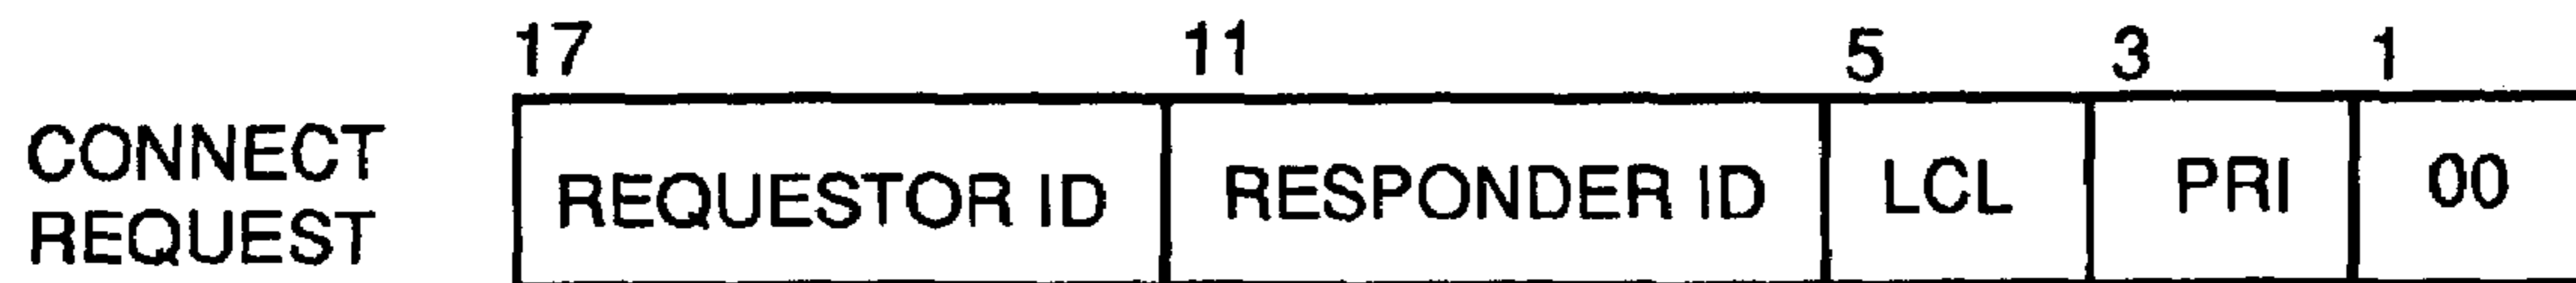 17 11 5 3 1
CONNECT
REQUEST
REQUESTOR ID RESPONDER ID LCL PRI 00